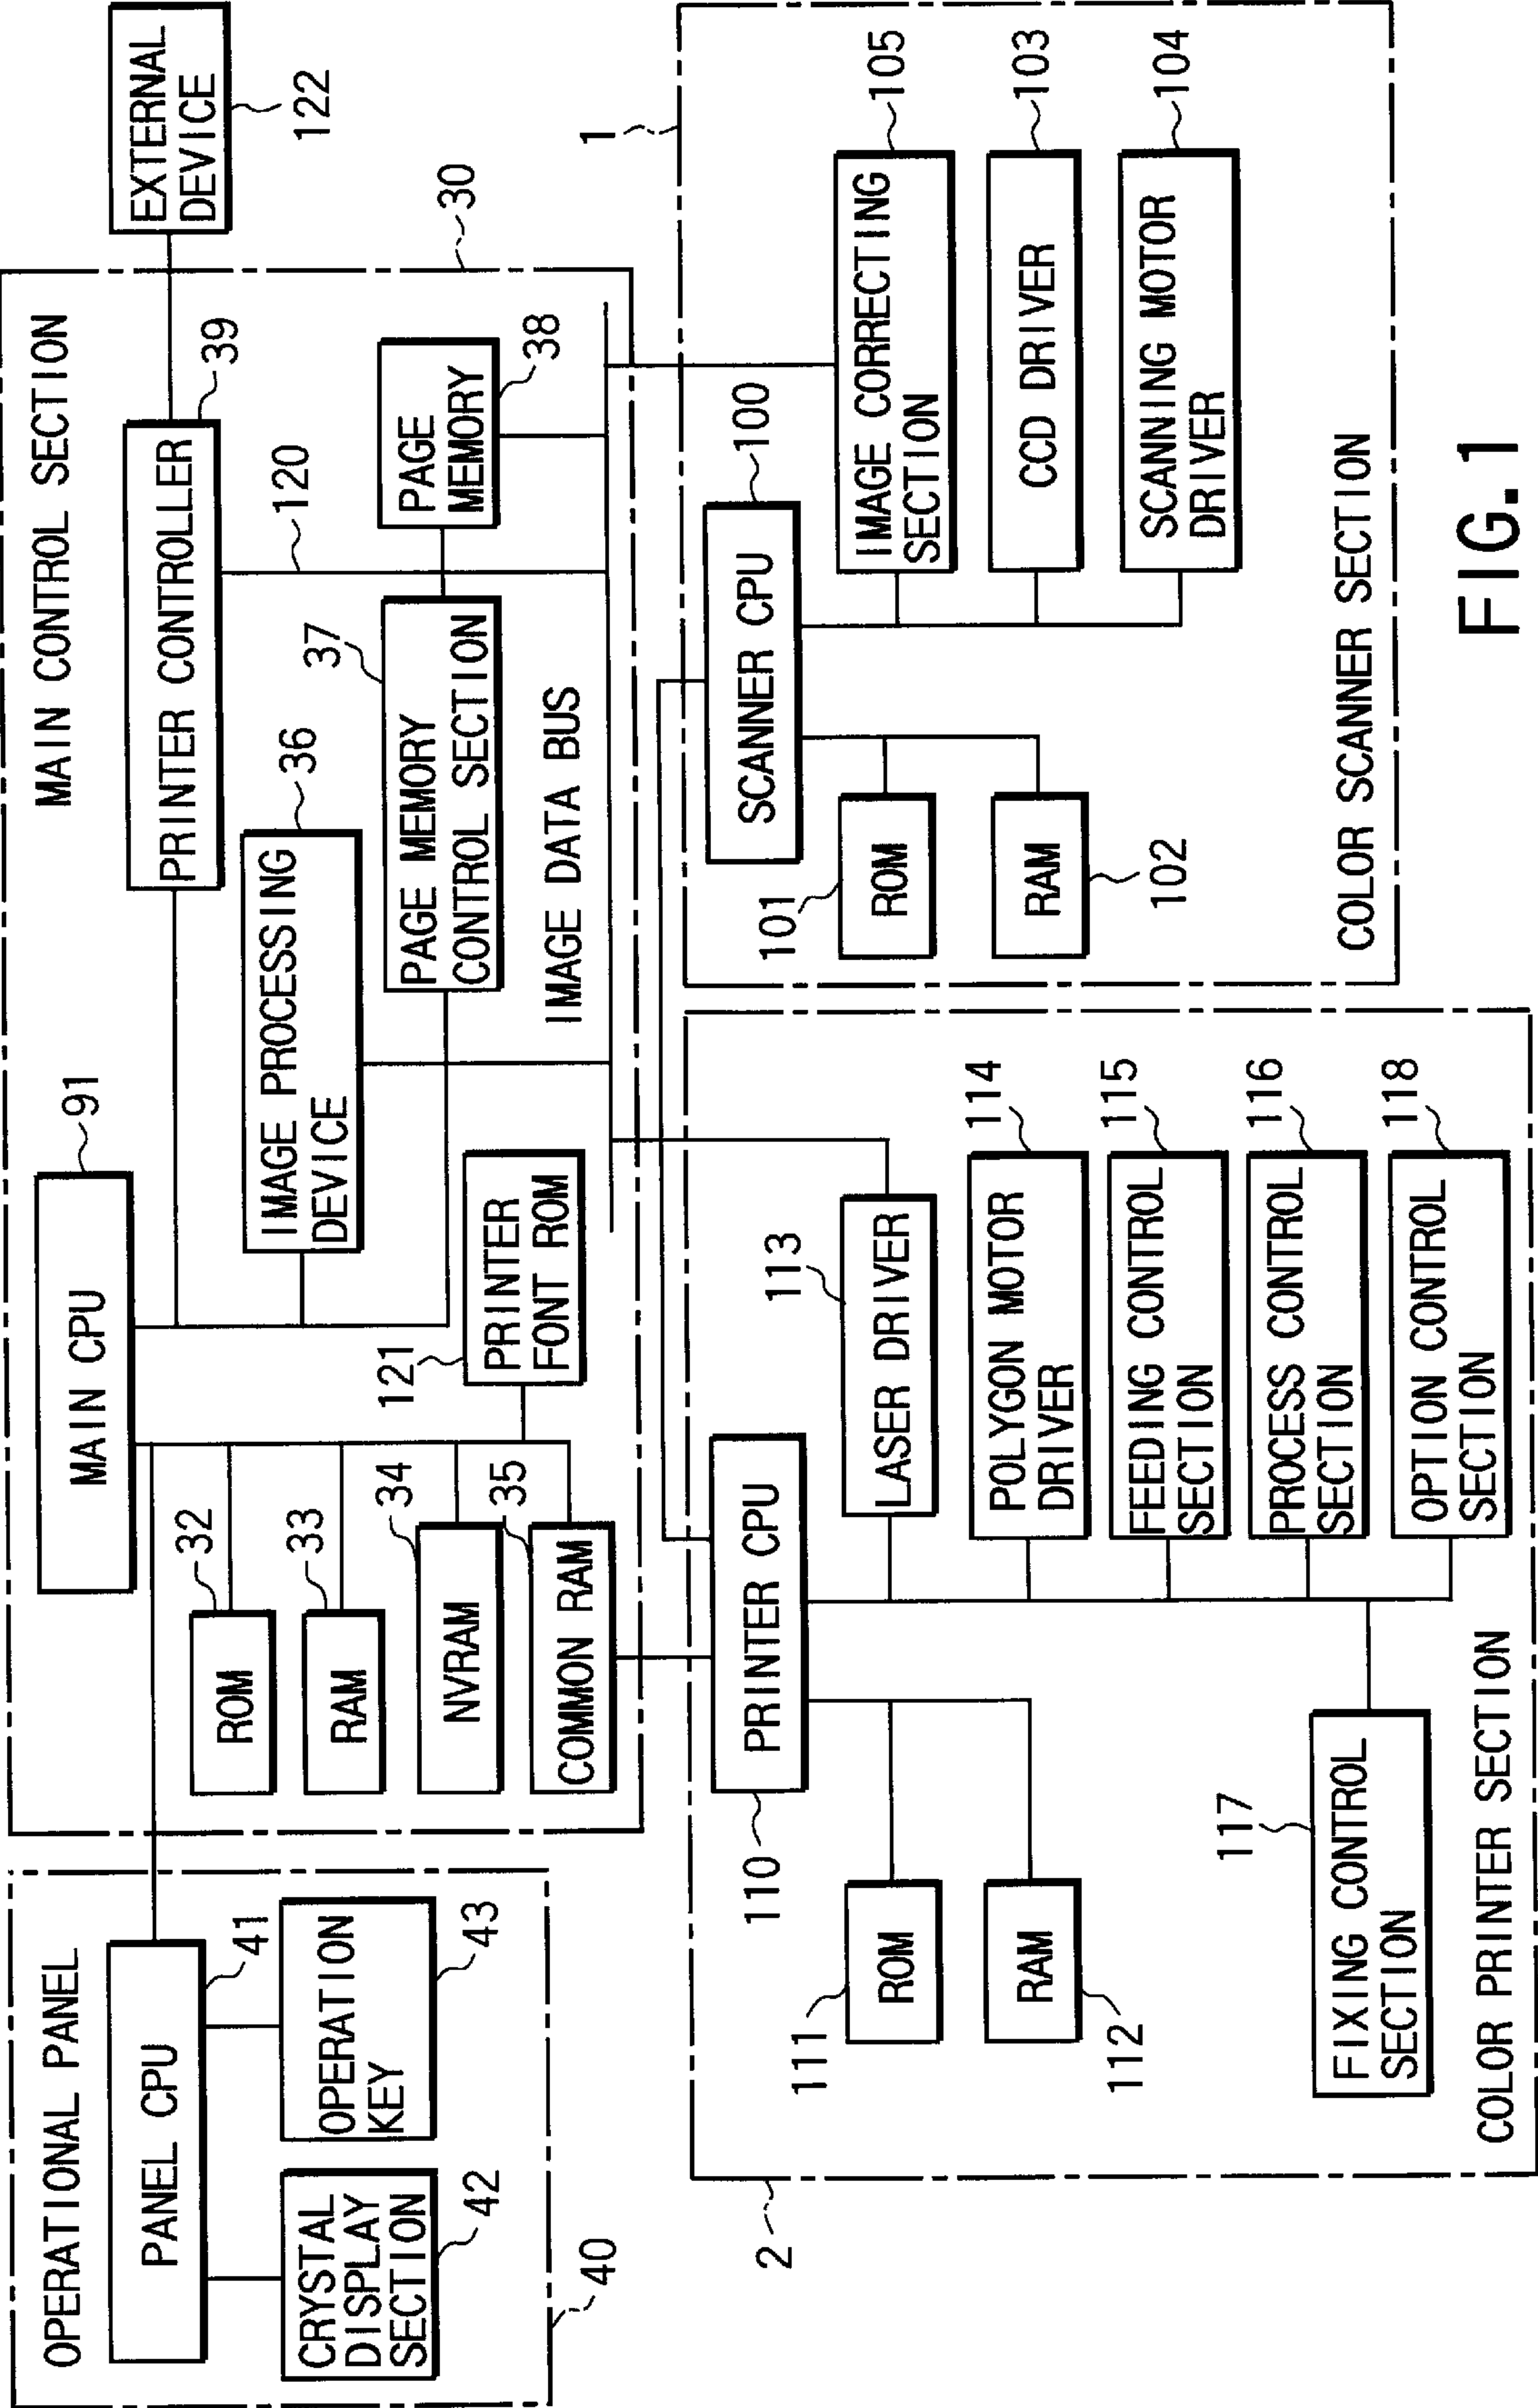 OPERATIONAL PANEL
PANEL CPU
41
CRYSTAL
DISPLAY
SECTION
42
OPERATION
KEY
43
40
MAIN CONTROL SECTION
30
MAIN CPU
91
ROM
32
RAM
33
NVRAM
34
COMMON RAM
35
PRINTER
FONT ROM
121
IMAGE PROCESSING
DEVICE
36
PAGE MEMORY
CONTROL SECTION
37
PAGE
MEMORY
38
PRINTER CONTROLLER
39
120
IMAGE DATA BUS
EXTERNAL
DEVICE
122
2
PRINTER CPU
110
ROM
111
RAM
112
LASER DRIVER
113
POLYGON MOTOR
DRIVER
114
FEEDING CONTROL
SECTION
115
PROCESS CONTROL
SECTION
116
OPTION CONTROL
SECTION
118
FIXING CONTROL
SECTION
117
COLOR PRINTER SECTION
1
SCANNER CPU
100
ROM
101
RAM
102
IMAGE CORRECTING
SECTION
105
CCD DRIVER
103
SCANNING MOTOR
DRIVER
104
COLOR SCANNER SECTION
FIG. 1